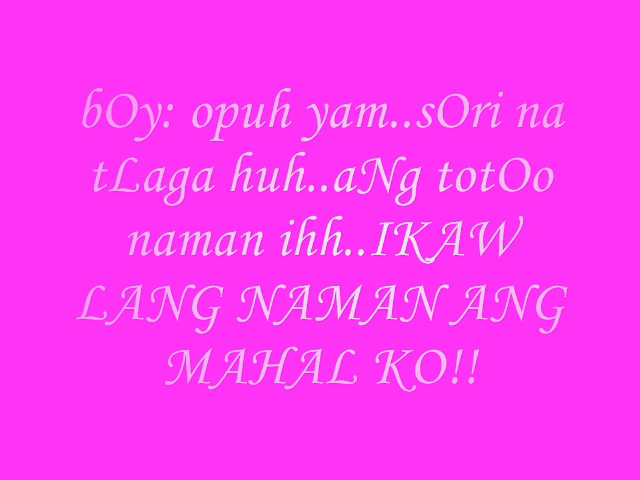 bOy: opuh yam..sOri na
tLaga huh..aNg totOo
naman ihh..IKAW
LANG NAMAN ANG
MAHAL KO!!